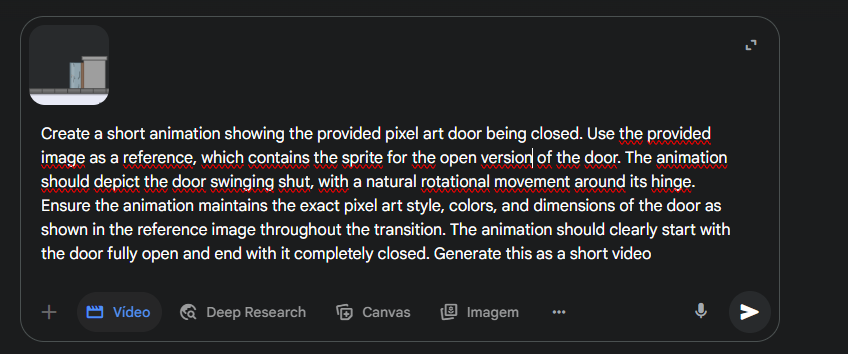 Create a short animation showing the provided pixel art door being closed. Use the provided
image as a reference, which contains the sprite for the open version of the door. The animation
should depict the door swinging shut, with a natural rotational movement around its hinge.
Ensure the animation maintains the exact pixel art style, colors, and dimensions of the door as
shown in the reference image throughout the transition. The animation should clearly start with
the door fully open and end with it completely closed. Generate this as a short video
Vídeo Deep Research Canvas Imagem